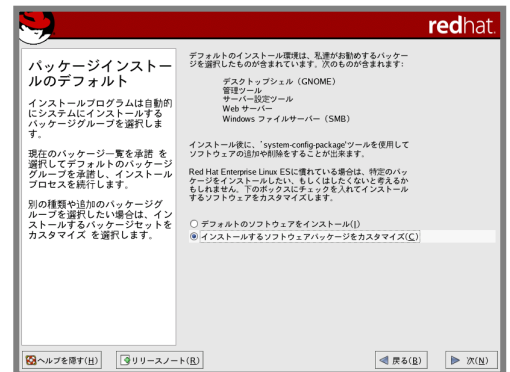 redhat.
パッケージインストー
ルのデフォルト
インストールプログラムは自動的
にシステムにインストールする
パッケージグループを選択しま
す。
現在のパッケージ一覧を承諾 を
選択してデフォルトのパッケージ
グループを承諾し、インストール
プロセスを続行します。
別の種類や追加のパッケージグ
ループを選択したい場合は、イン
ストールするパッケージセットを
カスタマイズ を選択します。
デフォルトのインストール環境は、私達がお勧めするパッケー
ジを選択したものが含まれています。次のものが含まれます:
デスクトップシェル（GNOME）
管理ツール
サーバー設定ツール
Web サーバー
Windows ファイルサーバー（SMB）
インストール後に、`system-config-package'ツールを使用して
ソフトウェアの追加や削除をすることが出来ます。
Red Hat Enterprise Linux ESに慣れている場合は、特定のパッ
ケージをインストールしたい、もしくはしたくないと考えるか
もしれません。下のボックスにチェックを入れてインストール
するソフトウェアをカスタマイズします。
デフォルトのソフトウェアをインストール(I)
インストールするソフトウェアパッケージをカスタマイズ(C)
ヘルプを隠す(H)
リリースノート(R)
戻る(B)
次(N)